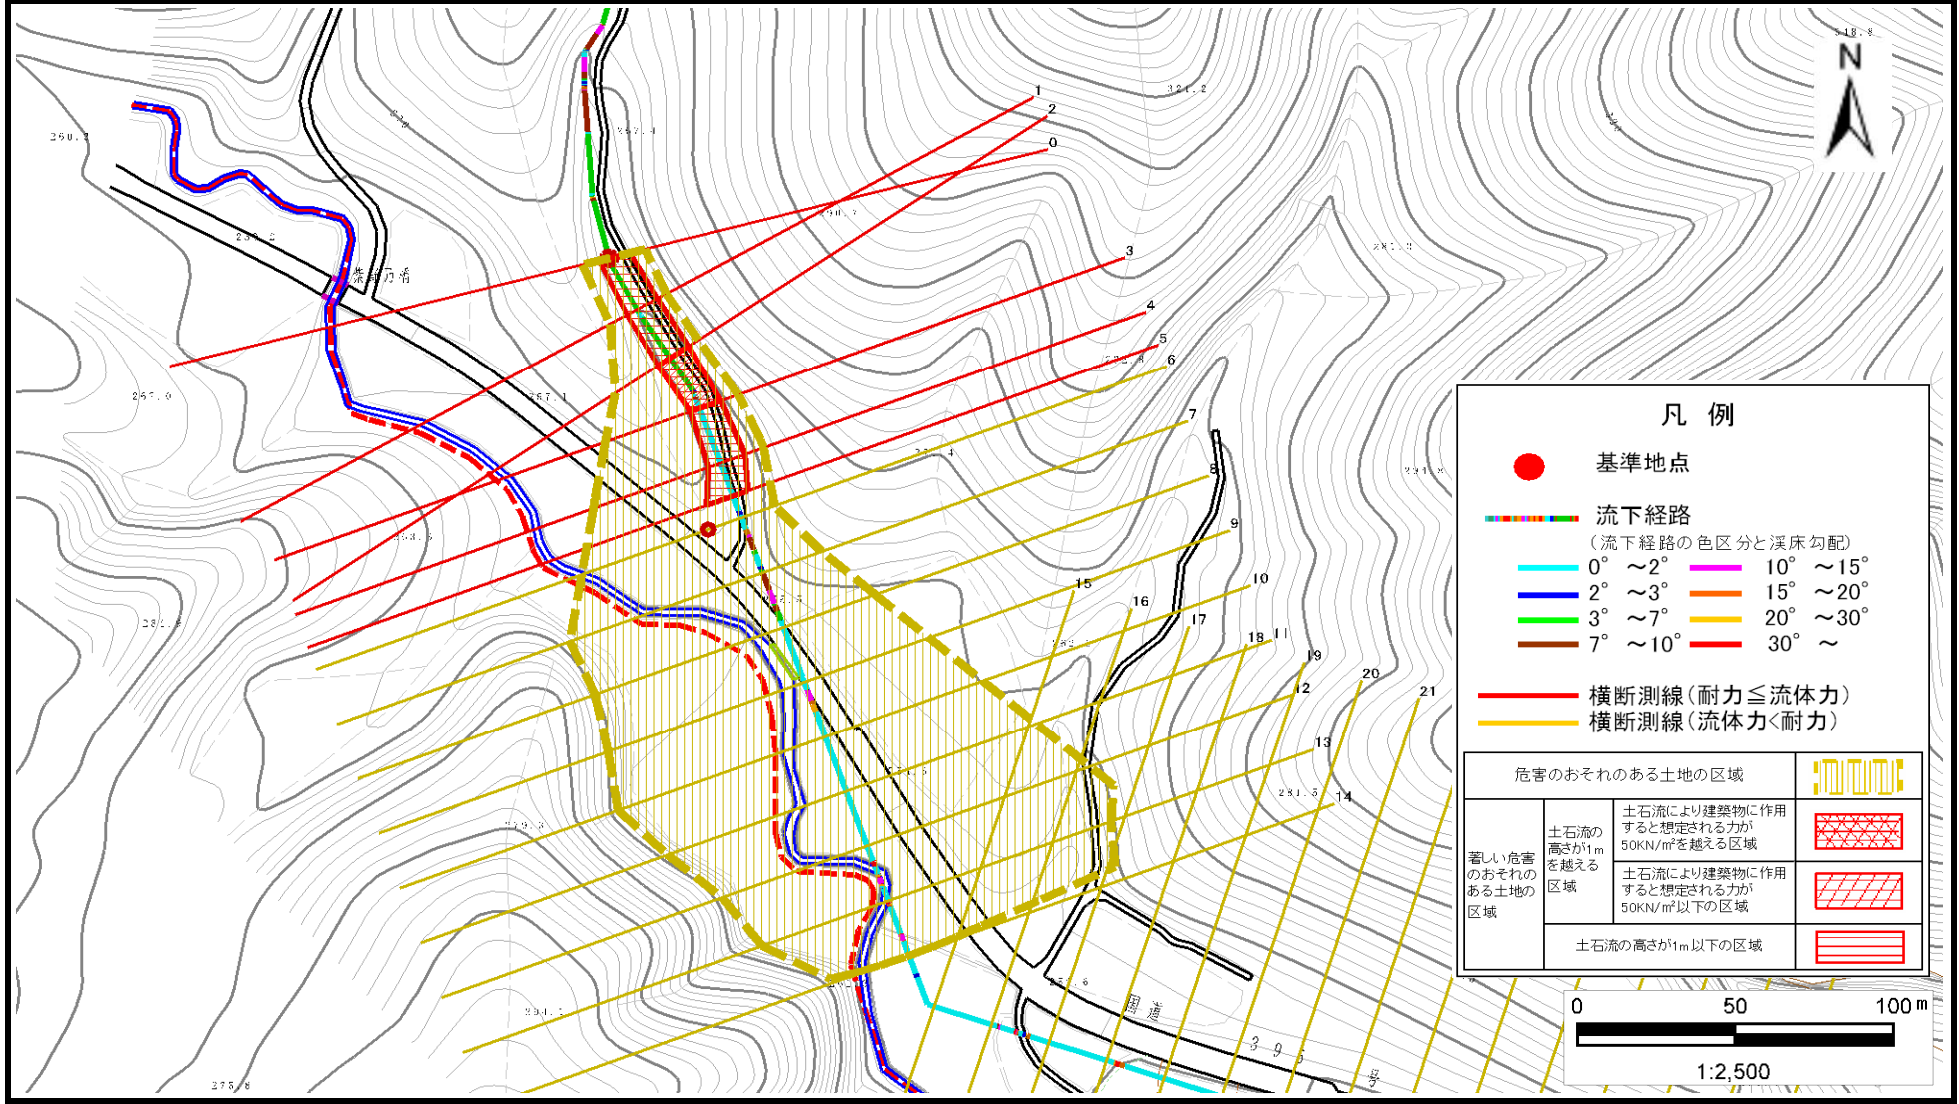 N
1
2
0
3
4
5
6
7
8
9
10
15
16
17
18
11
19
12
20
21
13
14
321.2
290.7
267.1
267.0
281.5
国道
395号
凡 例
基準地点
流下経路
（流下経路の色区分と渓床勾配）
0° ～2° 10° ～15°
2° ～3° 15° ～20°
3° ～7° 20° ～30°
7° ～10° 30° ～
横断測線（耐力≦流体力）
横断測線（流体力<耐力）
危害のおそれのある土地の区域
著しい危害
のおそれの
ある土地の
区域
土石流の
高さが1m
を越える
区域
土石流により建築物に作用
すると想定される力が
50KN/㎡を越える区域
土石流により建築物に作用
すると想定される力が
50KN/㎡以下の区域
土石流の高さが1m以下の区域
0 50 100m
1:2,500